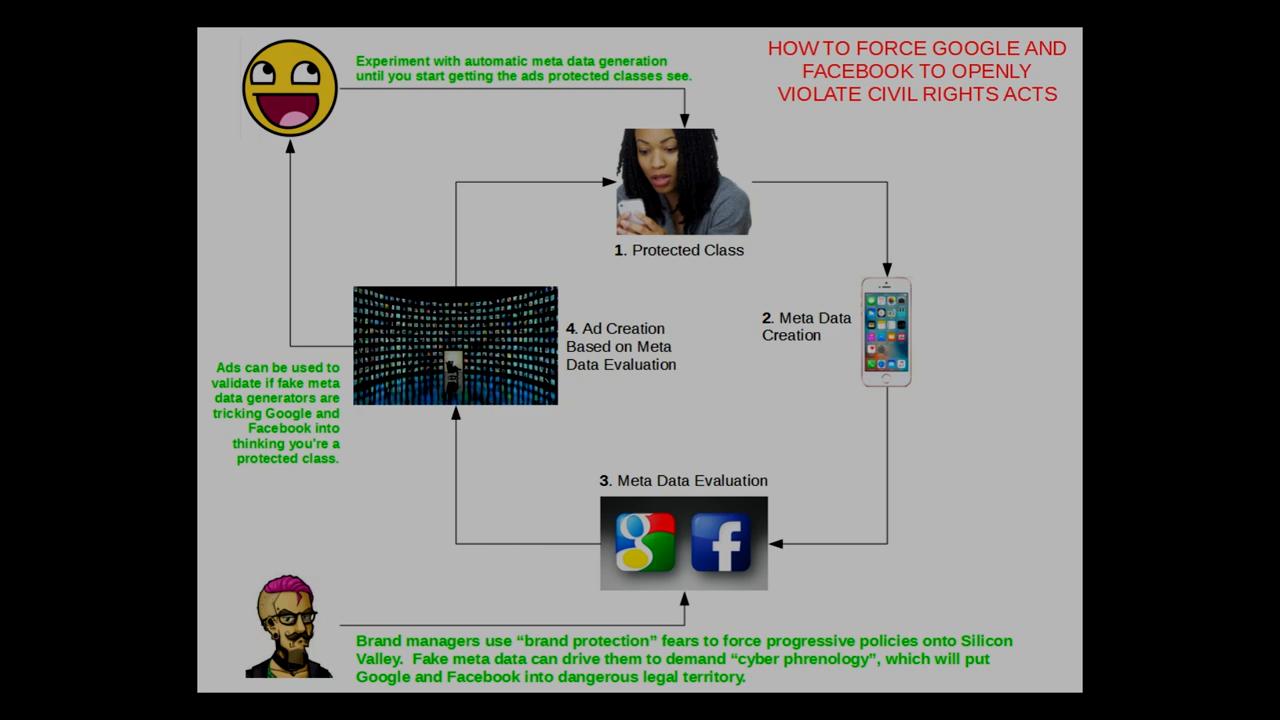 HOW TO FORCE GOOGLE AND
FACEBOOK TO OPENLY
VIOLATE CIVIL RIGHTS ACTS
Experiment with automatic meta data generation
until you start getting the ads protected classes see.
1. Protected Class
2. Meta Data
Creation
4. Ad Creation
Based on Meta
Data Evaluation
Ads can be used to
validate if fake meta
data generators are
tricking Google and
Facebook into
thinking you're a
protected class.
3. Meta Data Evaluation
Brand managers use “brand protection” fears to force progressive policies onto Silicon
Valley. Fake meta data can drive them to demand “cyber phrenology”, which will put
Google and Facebook into dangerous legal territory.